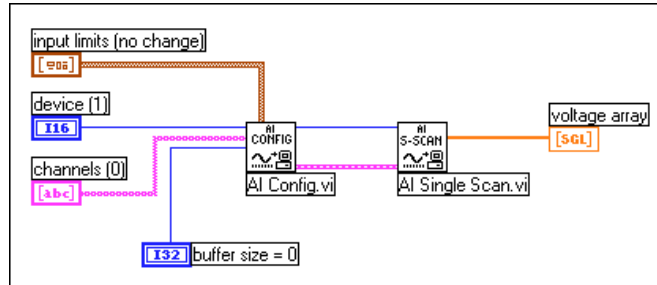 input limits (no change)
device (1)
I16
channels (0)
[abc]
AI
CONFIG
AI Config.vi
AI
S-SCAN
AI Single Scan.vi
voltage array
[SGL]
I32 buffer size = 0